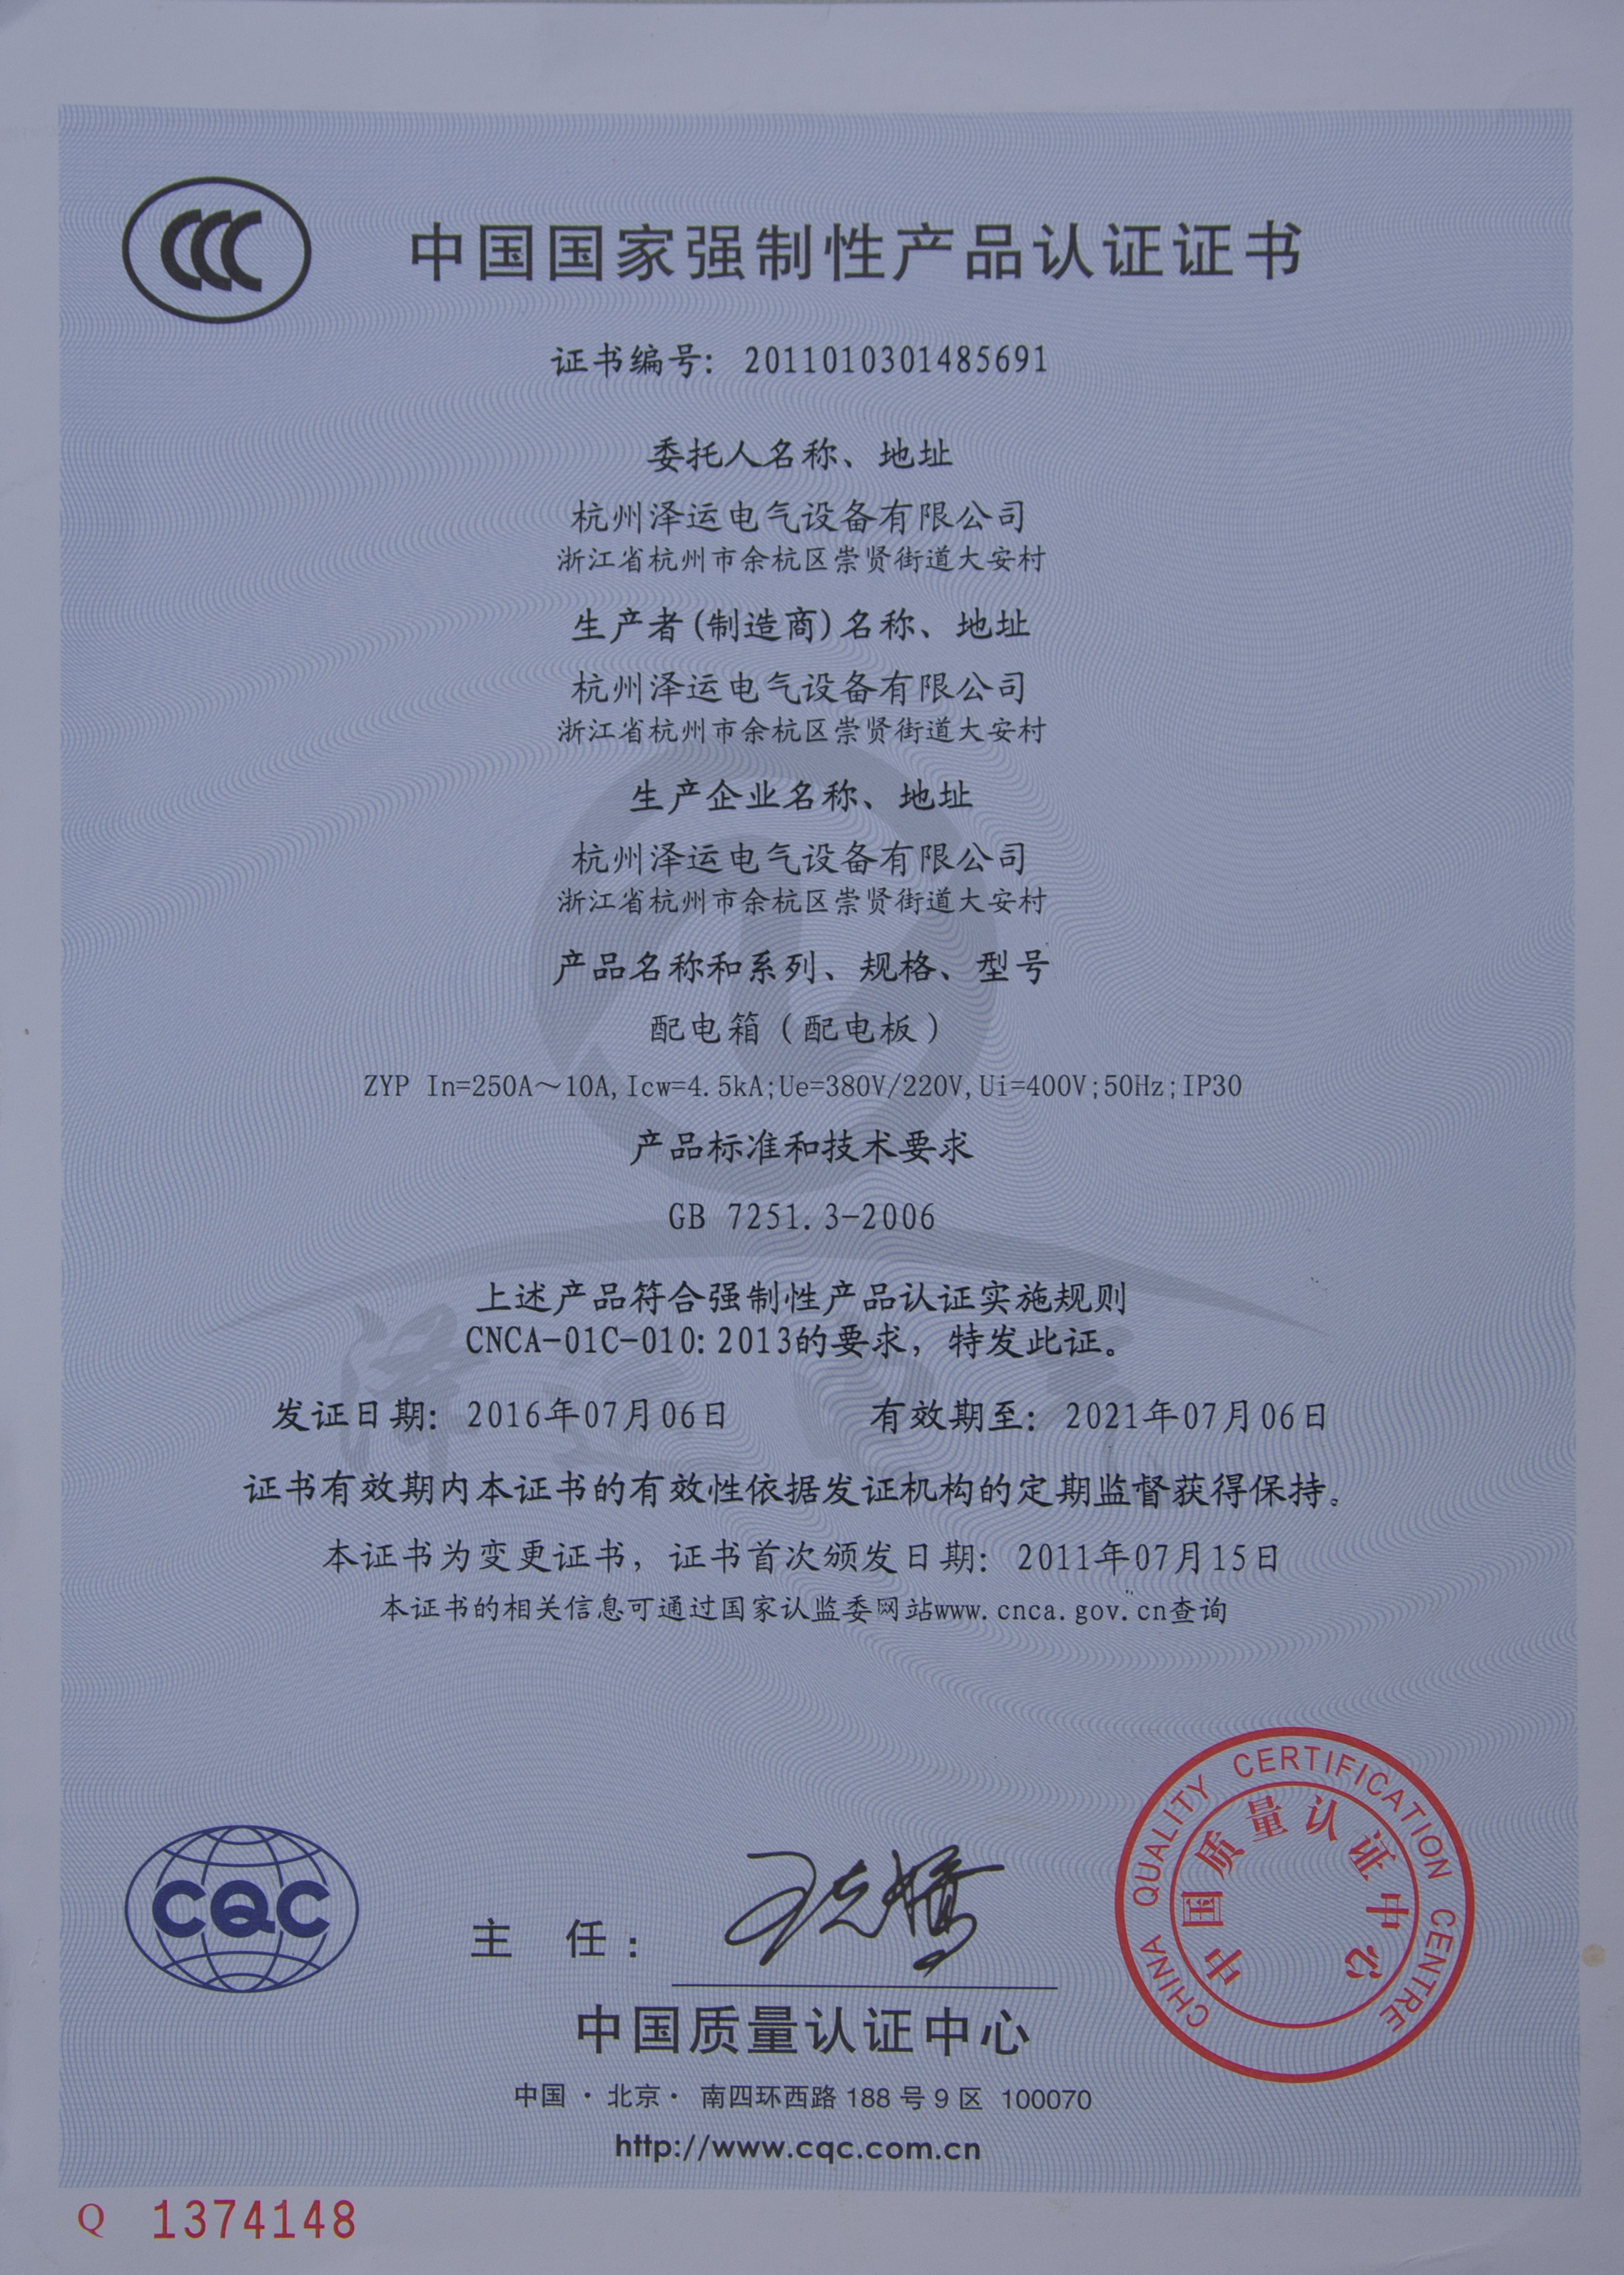 CCC
中国国家强制性产品认证证书
证书编号: 2011010301485691
委托人名称、地址
杭州泽运电气设备有限公司
浙江省杭州市余杭区崇贤街道大安村
生产者(制造商)名称、地址
杭州泽运电气设备有限公司
浙江省杭州市余杭区崇贤街道大安村
生产企业名称、地址
杭州泽运电气设备有限公司
浙江省杭州市余杭区崇贤街道大安村
产品名称和系列、规格、型号
配电箱（配电板）
ZYP In=250A～10A,Icw=4.5kA;Ue=380V/220V,Ui=400V;50Hz;IP30
产品标准和技术要求
GB 7251.3-2006
上述产品符合强制性产品认证实施规则
CNCA-01C-010:2013的要求，特发此证。
发证日期: 2016年07月06日 有效期至: 2021年07月06日
证书有效期内本证书的有效性依据发证机构的定期监督获得保持。
本证书为变更证书，证书首次颁发日期: 2011年07月15日
本证书的相关信息可通过国家认监委网站www.cnca.gov.cn查询
CQC
主 任:
CHINA QUALITY CERTIFICATION CENTRE
中国质量认证中心
中国质量认证中心
中国·北京·南四环西路 188 号 9 区 100070
http://www.cqc.com.cn
Q 1374148